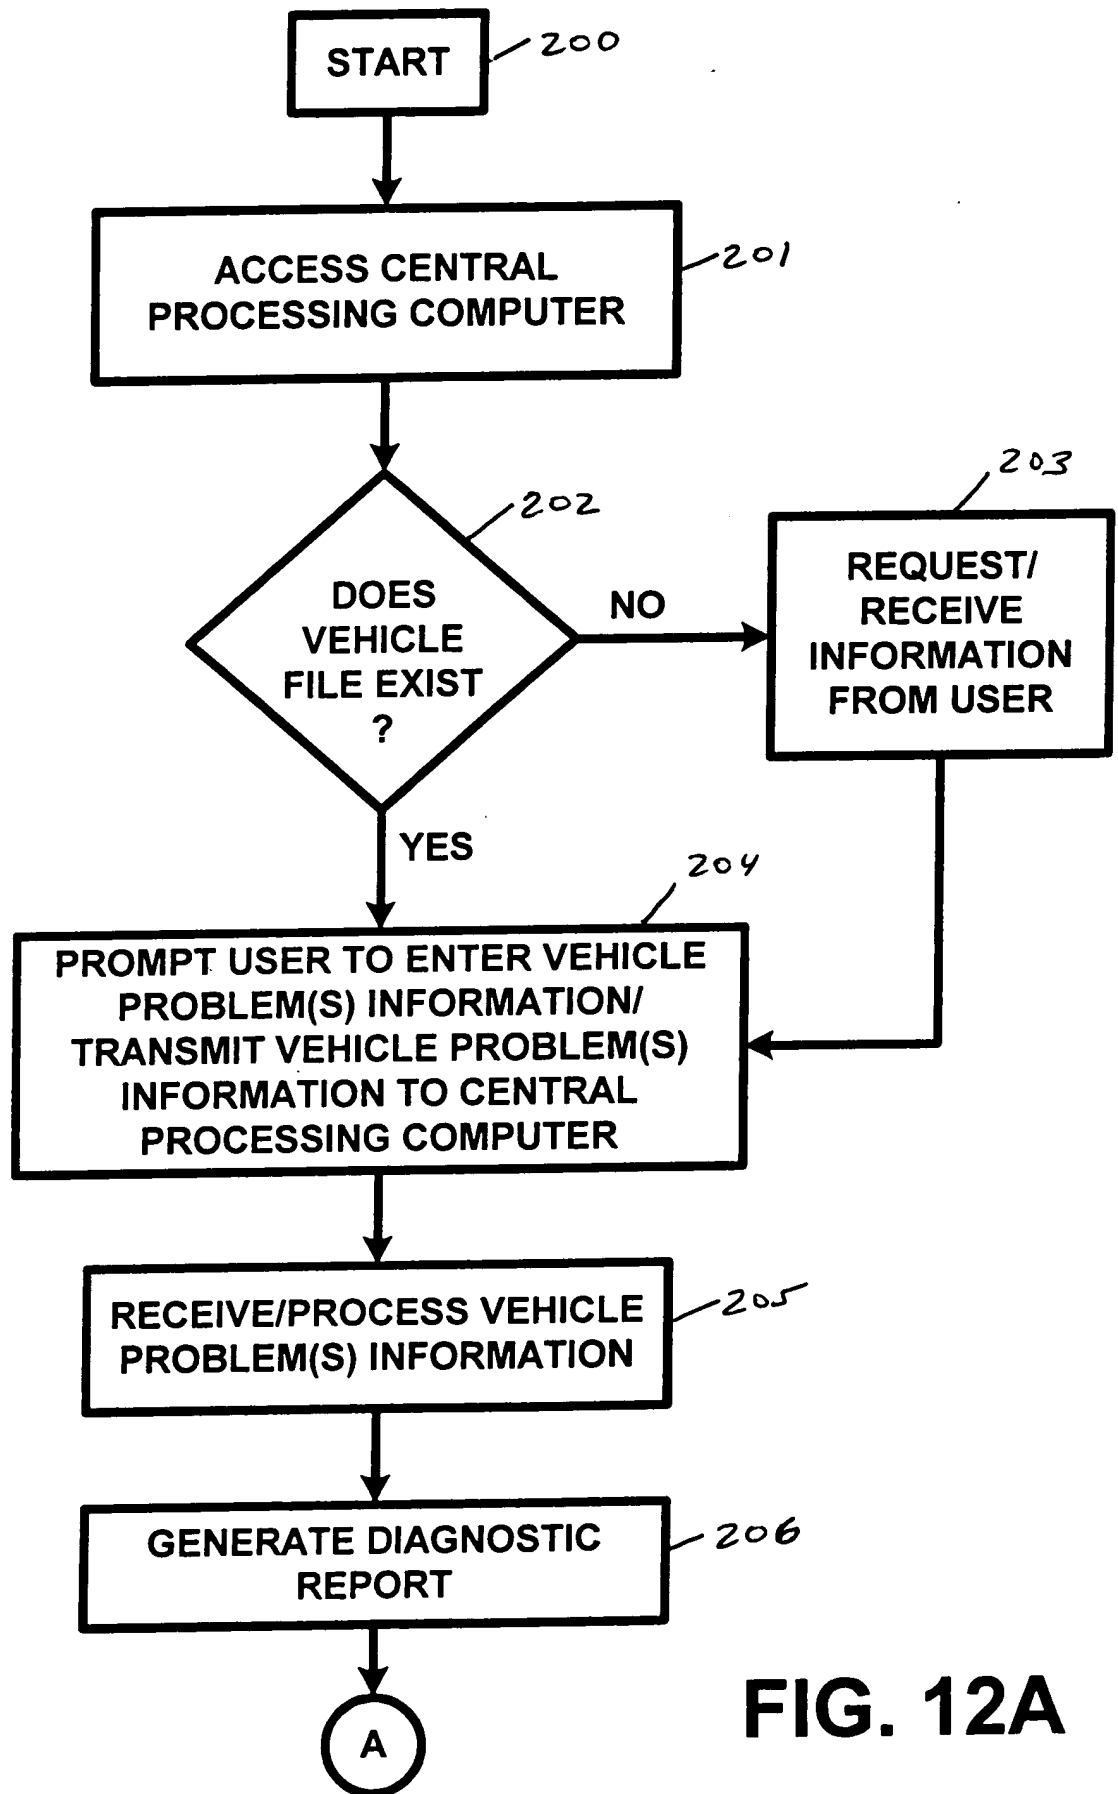 START
200
ACCESS CENTRAL
PROCESSING COMPUTER
201
202
DOES
VEHICLE
FILE EXIST
?
NO
203
REQUEST/
RECEIVE
INFORMATION
FROM USER
YES
204
PROMPT USER TO ENTER VEHICLE
PROBLEM(S) INFORMATION/
TRANSMIT VEHICLE PROBLEM(S)
INFORMATION TO CENTRAL
PROCESSING COMPUTER
RECEIVE/PROCESS VEHICLE
PROBLEM(S) INFORMATION
205
GENERATE DIAGNOSTIC
REPORT
206
A
FIG. 12A